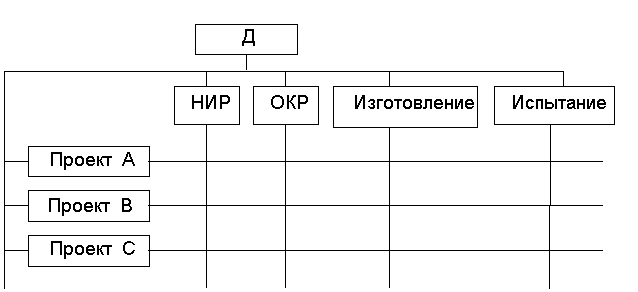 Д
НИР ОКР Изготовление Испытание
Проект А
Проект В
Проект С